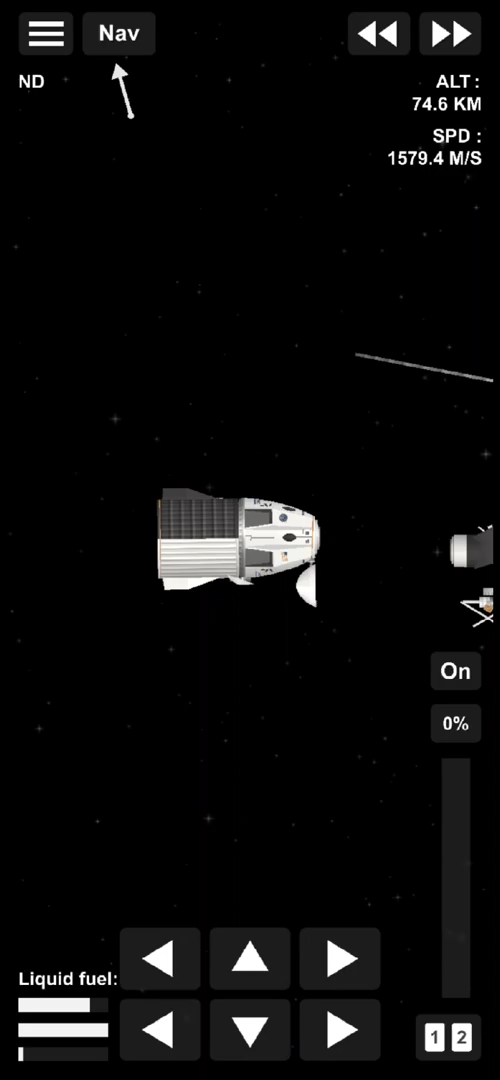 Nav
ND
ALT :
74.6 KM
SPD :
1579.4 M/S
On
0%
Liquid fuel:
1 2